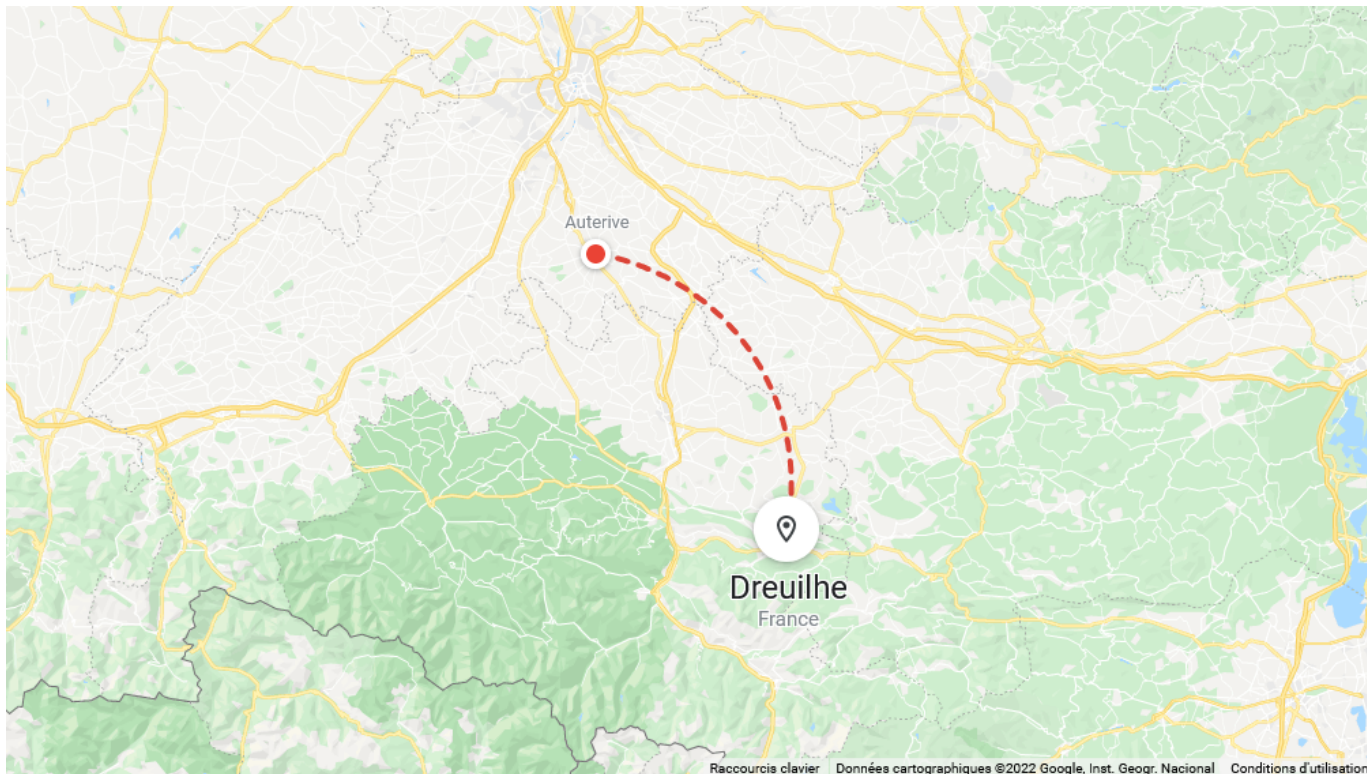 Auterive
Dreuilhe
France
Raccourcis clavier
Données cartographiques ©2022 Google, Inst. Geogr. Nacional
Conditions d'utilisation